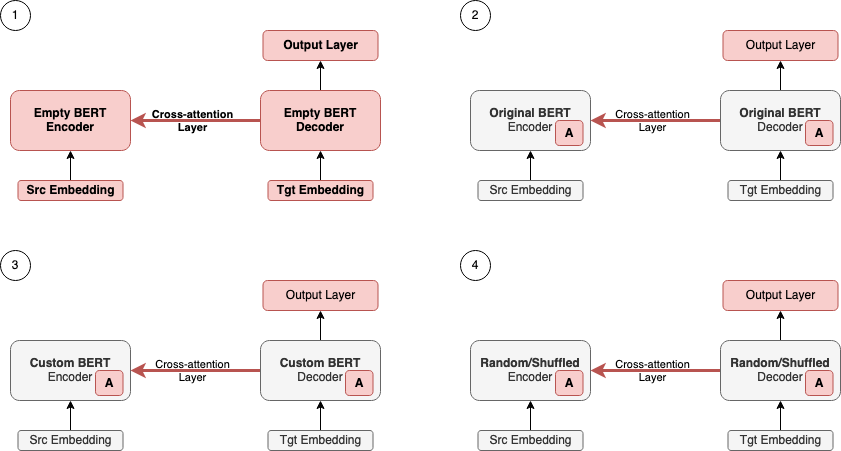 1
Output Layer
Empty BERT
Encoder
Cross-attention
Layer
Empty BERT
Decoder
Src Embedding
Tgt Embedding
2
Output Layer
Original BERT
Encoder
A
Cross-attention
Layer
Original BERT
Decoder
A
Src Embedding
Tgt Embedding
3
Output Layer
Custom BERT
Encoder
A
Cross-attention
Layer
Custom BERT
Decoder
A
Src Embedding
Tgt Embedding
4
Output Layer
Random/Shuffled
Encoder
A
Cross-attention
Layer
Random/Shuffled
Decoder
A
Src Embedding
Tgt Embedding